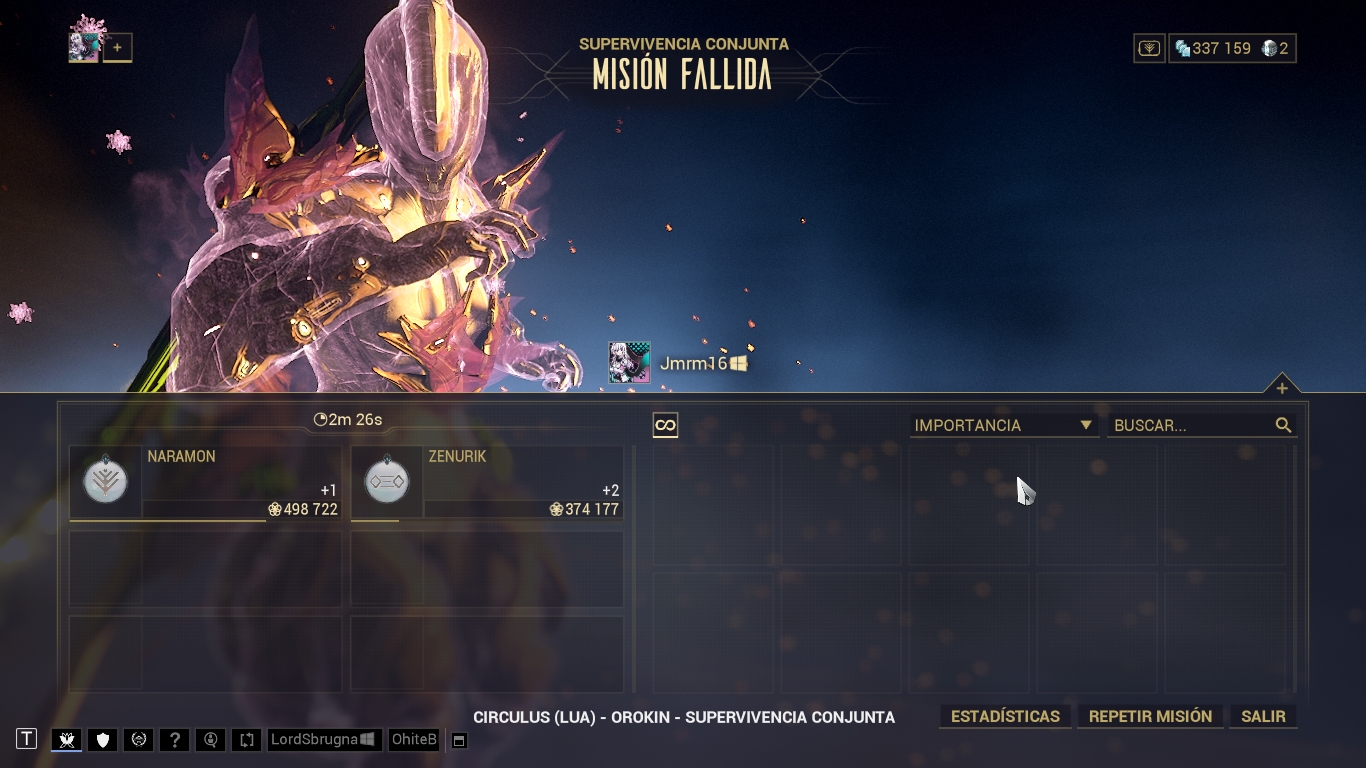 SUPERVIVENCIA CONJUNTA
MISIÓN FALLIDA
+
337 159 2
Jmrm16
+
2m 26s
IMPORTANCIA
BUSCAR...
NARAMON
+1
498 722
ZENURIK
+2
374 177
CIRCULUS (LUA) - OROKIN - SUPERVIVENCIA CONJUNTA
ESTADÍSTICAS
REPETIR MISIÓN
SALIR
T
?
LordSbrugna
OhiteB